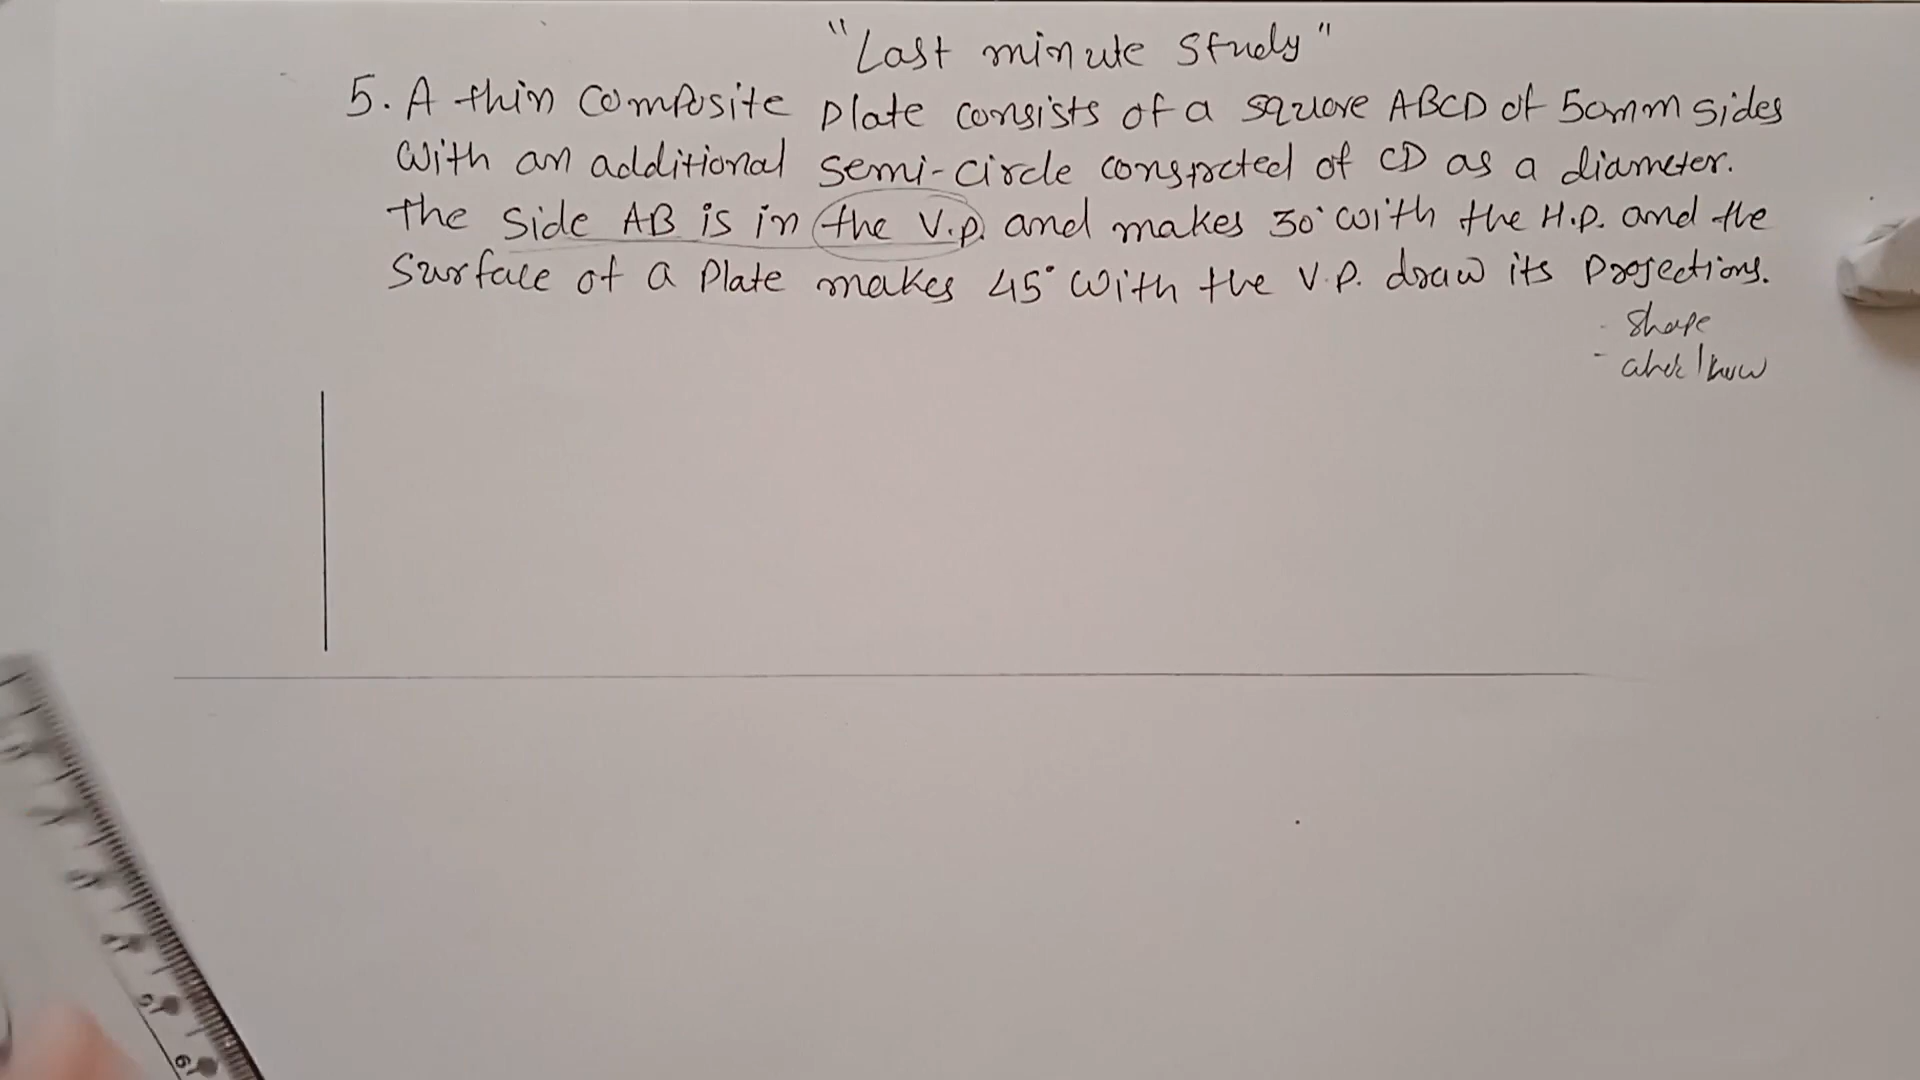 "Last minute Study"
5. A thin composite plate consists of a square ABCD of 50mm sides
with an additional semi-circle constrcted of CD as a diameter.
the side AB is in the V.P. and makes 30° with the H.P. and the
Surface of a Plate makes 45° with the V.P. draw its Projections.
- Shape